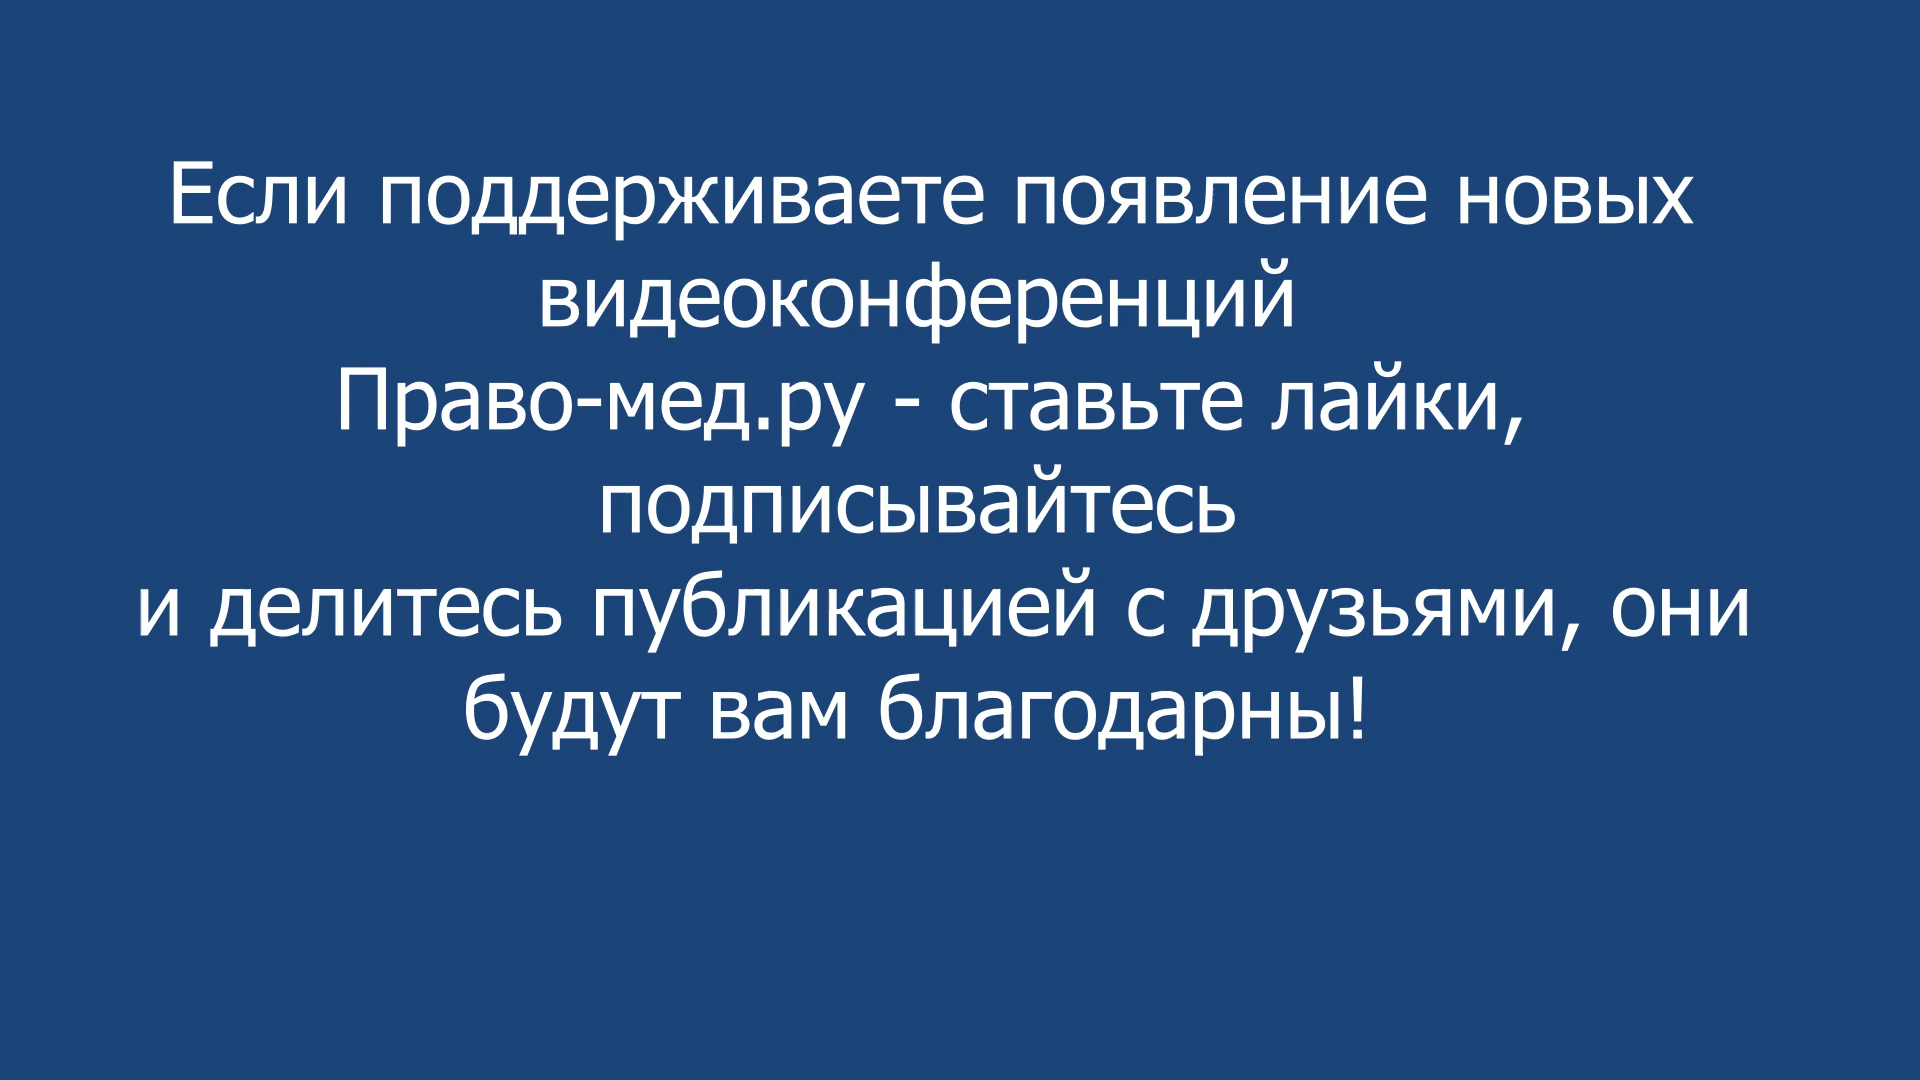 Если поддерживаете появление новых
видеоконференций
Право-мед.ру - ставьте лайки,
подписывайтесь
и делитесь публикацией с друзьями, они
будут вам благодарны!